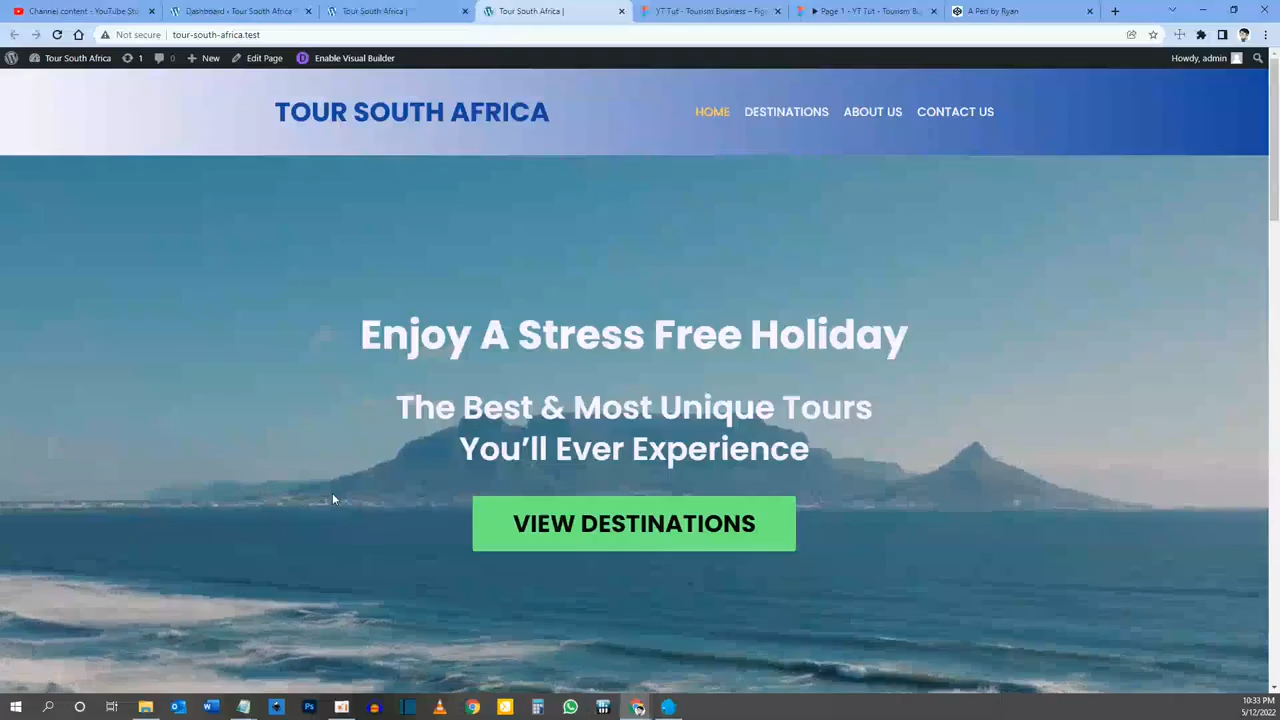 Channel content - YouTube Stu
Dashboard ‹ Tour South Africa
Tour South Africa |
Tour South Africa |
YT Tut - Tourism Business – Fig
Page 1 - YT Tut - Tourism Bu
A Pen by Ryan
Not secure
tour-south-africa.test
Tour South Africa
1
0
New
Edit Page
D
Enable Visual Builder
Howdy, admin
TOUR SOUTH AFRICA
HOME
DESTINATIONS
ABOUT US
CONTACT US
Enjoy A Stress Free Holiday
The Best & Most Unique Tours
You’ll Ever Experience
VIEW DESTINATIONS
10:33 PM
5/12/2022